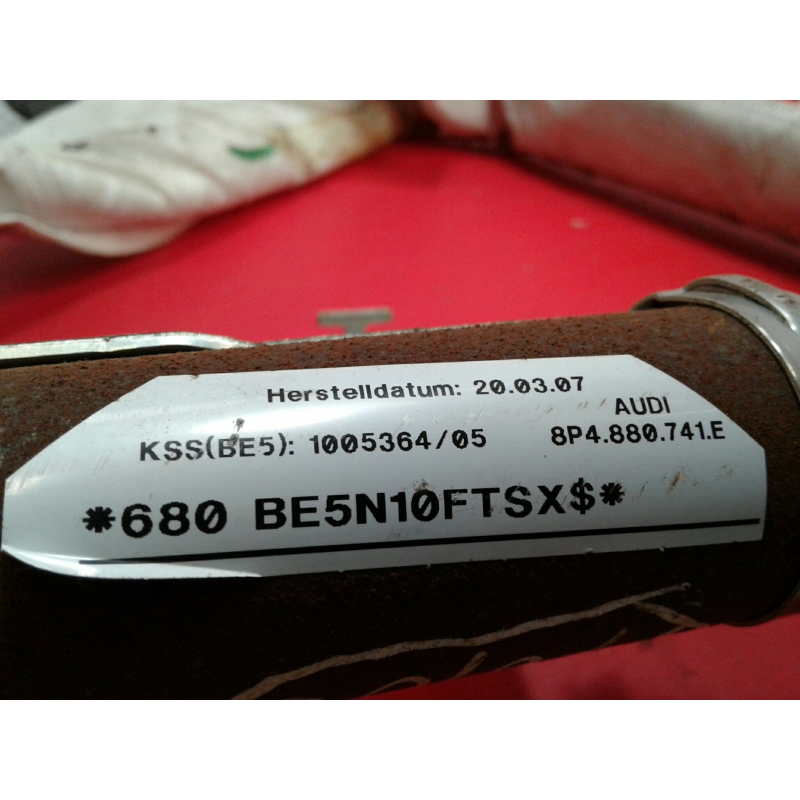 Herstelldatum: 20.03.07
AUDI
KSS(BE5): 1005364/05 8P4.880.741.E
*680 BE5N10FTSX$*